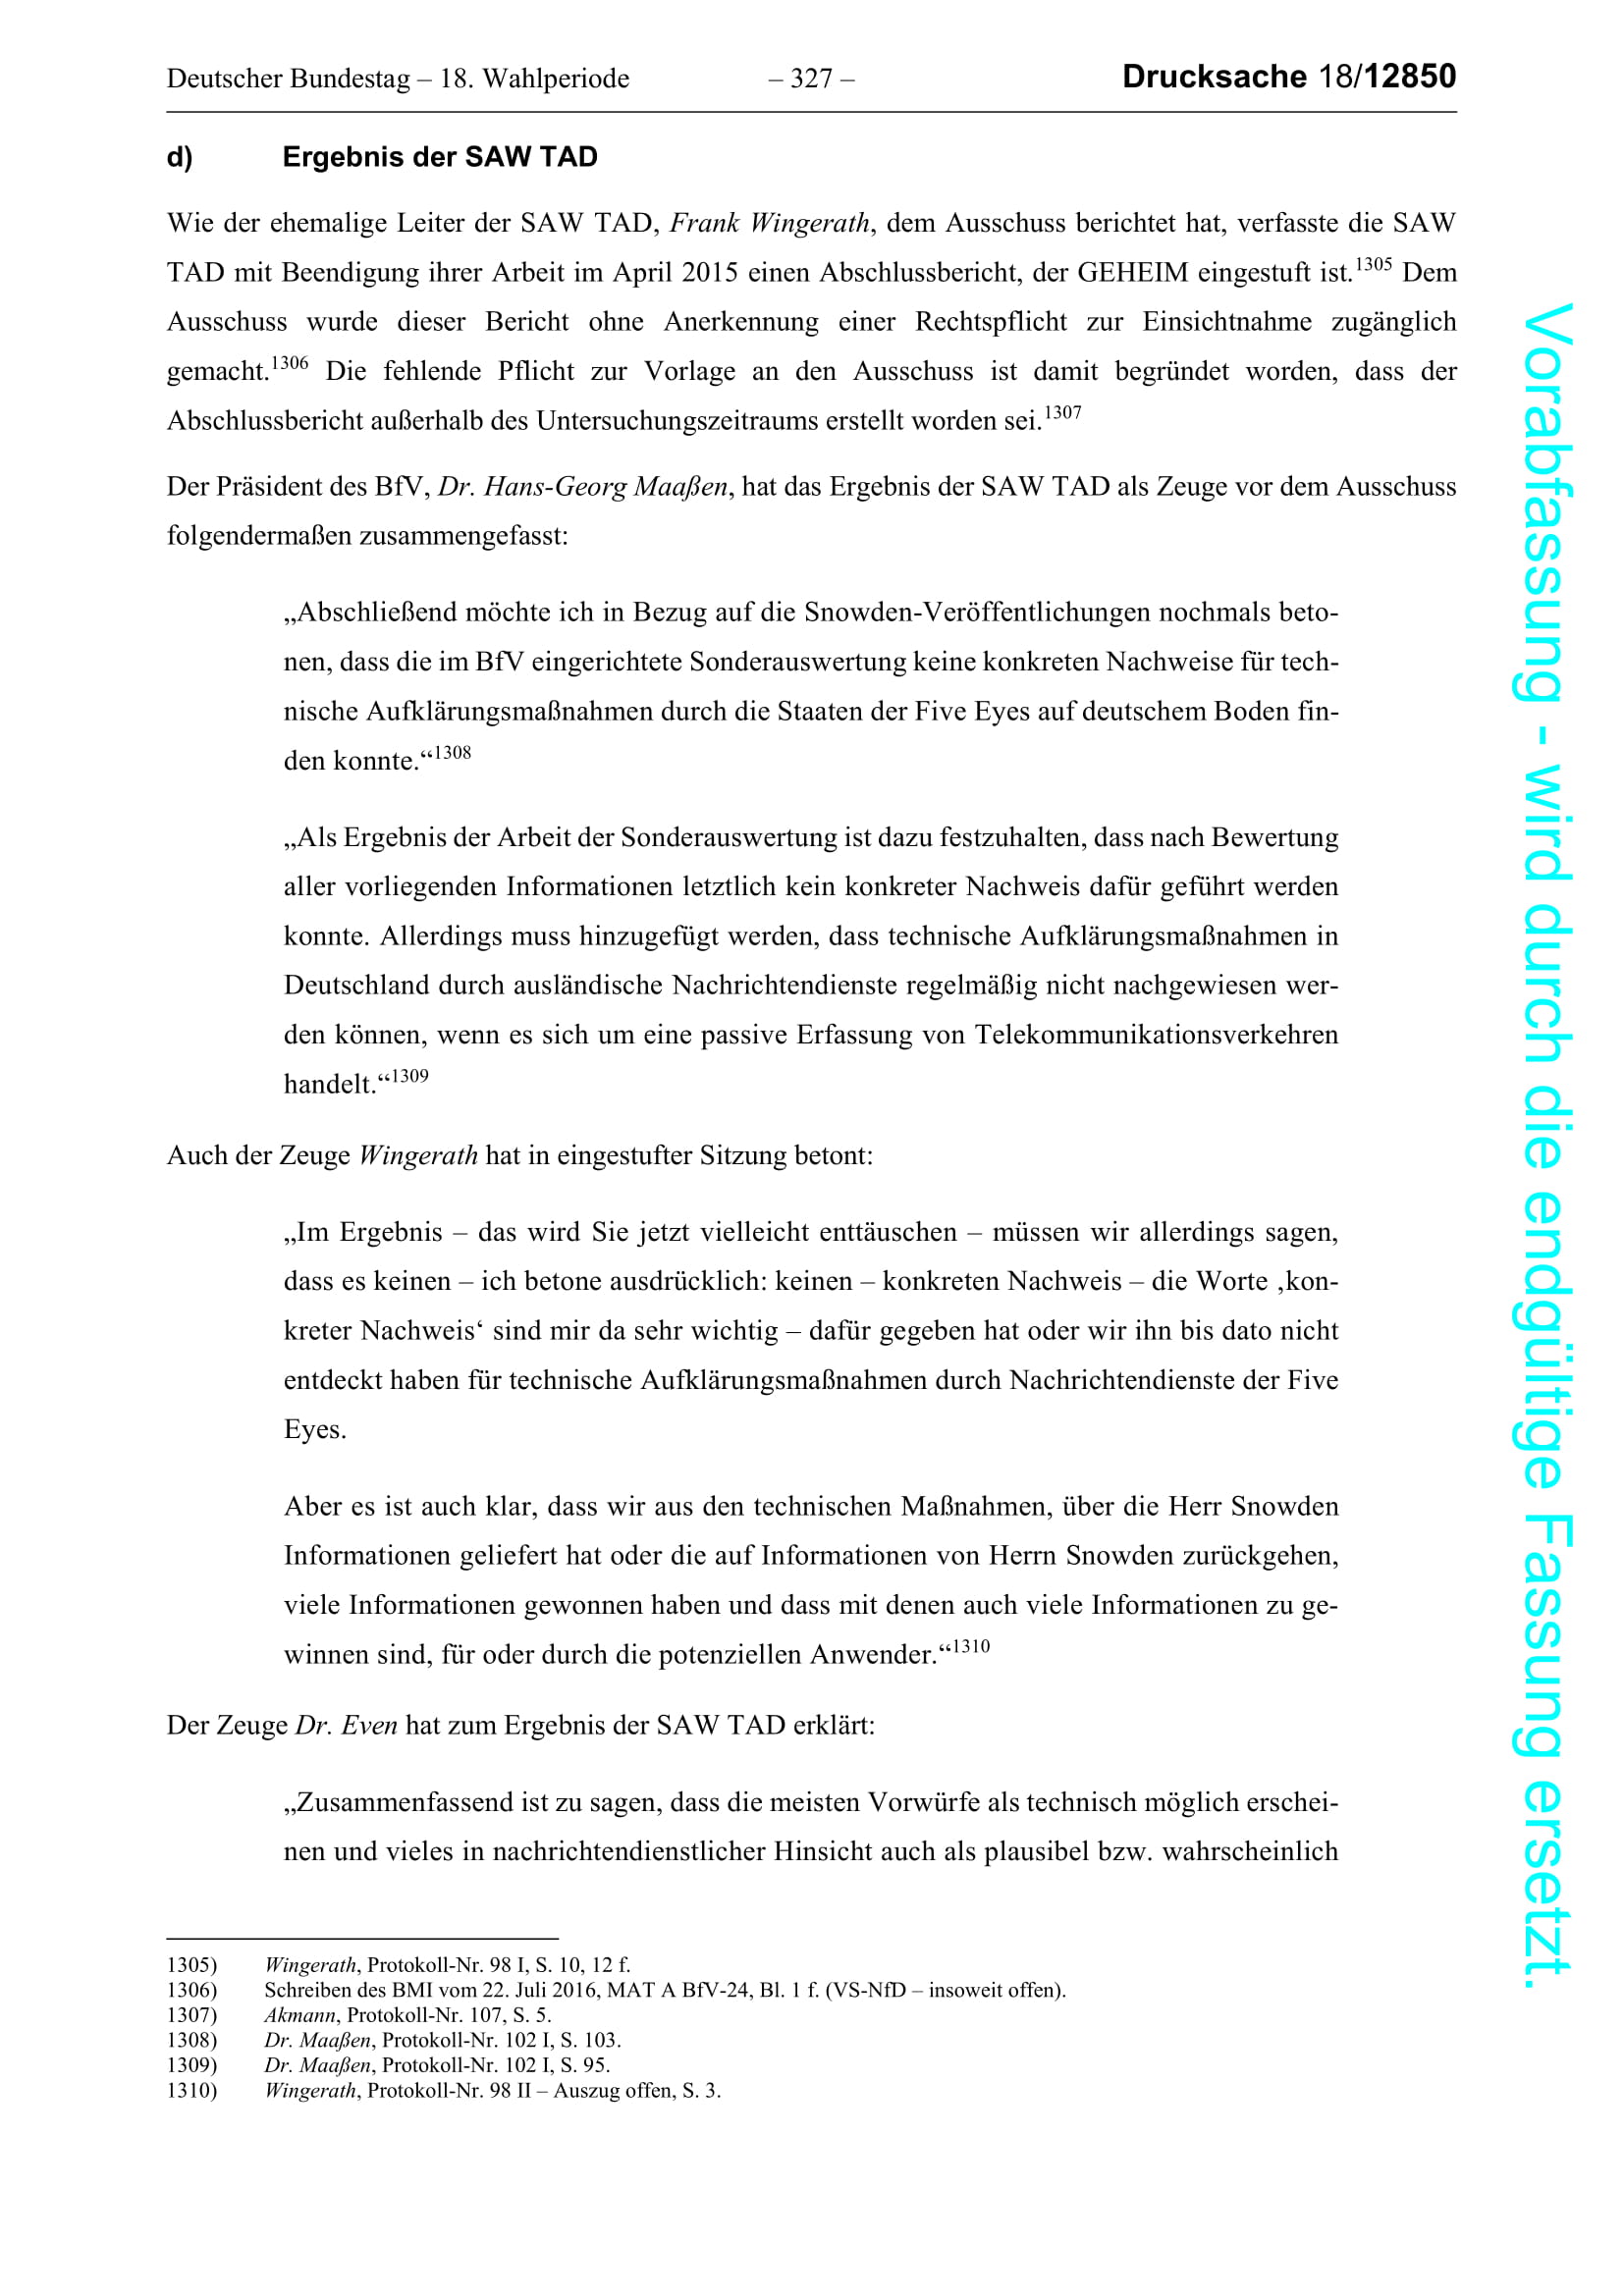 Deutscher Bundestag – 18. Wahlperiode – 327 – Drucksache 18/12850
d) Ergebnis der SAW TAD
Wie der ehemalige Leiter der SAW TAD, Frank Wingerath, dem Ausschuss berichtet hat, verfasste die SAW
TAD mit Beendigung ihrer Arbeit im April 2015 einen Abschlussbericht, der GEHEIM eingestuft ist.1305 Dem
Ausschuss wurde dieser Bericht ohne Anerkennung einer Rechtspflicht zur Einsichtnahme zugänglich
gemacht.1306 Die fehlende Pflicht zur Vorlage an den Ausschuss ist damit begründet worden, dass der
Abschlussbericht außerhalb des Untersuchungszeitraums erstellt worden sei.1307
Der Präsident des BfV, Dr. Hans-Georg Maaßen, hat das Ergebnis der SAW TAD als Zeuge vor dem Ausschuss
folgendermaßen zusammengefasst:
„Abschließend möchte ich in Bezug auf die Snowden-Veröffentlichungen nochmals beto-
nen, dass die im BfV eingerichtete Sonderauswertung keine konkreten Nachweise für tech-
nische Aufklärungsmaßnahmen durch die Staaten der Five Eyes auf deutschem Boden fin-
den konnte.“1308
„Als Ergebnis der Arbeit der Sonderauswertung ist dazu festzuhalten, dass nach Bewertung
aller vorliegenden Informationen letztlich kein konkreter Nachweis dafür geführt werden
konnte. Allerdings muss hinzugefügt werden, dass technische Aufklärungsmaßnahmen in
Deutschland durch ausländische Nachrichtendienste regelmäßig nicht nachgewiesen wer-
den können, wenn es sich um eine passive Erfassung von Telekommunikationsverkehren
handelt.“1309
Auch der Zeuge Wingerath hat in eingestufter Sitzung betont:
„Im Ergebnis – das wird Sie jetzt vielleicht enttäuschen – müssen wir allerdings sagen,
dass es keinen – ich betone ausdrücklich: keinen – konkreten Nachweis – die Worte ‚kon-
kreter Nachweis‘ sind mir da sehr wichtig – dafür gegeben hat oder wir ihn bis dato nicht
entdeckt haben für technische Aufklärungsmaßnahmen durch Nachrichtendienste der Five
Eyes.
Aber es ist auch klar, dass wir aus den technischen Maßnahmen, über die Herr Snowden
Informationen geliefert hat oder die auf Informationen von Herrn Snowden zurückgehen,
viele Informationen gewonnen haben und dass mit denen auch viele Informationen zu ge-
winnen sind, für oder durch die potenziellen Anwender.“1310
Der Zeuge Dr. Even hat zum Ergebnis der SAW TAD erklärt:
„Zusammenfassend ist zu sagen, dass die meisten Vorwürfe als technisch möglich erschei-
nen und vieles in nachrichtendienstlicher Hinsicht auch als plausibel bzw. wahrscheinlich
1305) Wingerath, Protokoll-Nr. 98 I, S. 10, 12 f.
1306) Schreiben des BMI vom 22. Juli 2016, MAT A BfV-24, Bl. 1 f. (VS-NfD – insoweit offen).
1307) Akmann, Protokoll-Nr. 107, S. 5.
1308) Dr. Maaßen, Protokoll-Nr. 102 I, S. 103.
1309) Dr. Maaßen, Protokoll-Nr. 102 I, S. 95.
1310) Wingerath, Protokoll-Nr. 98 II – Auszug offen, S. 3.
Vorabfassung - wird durch die endgültige Fassung ersetzt.